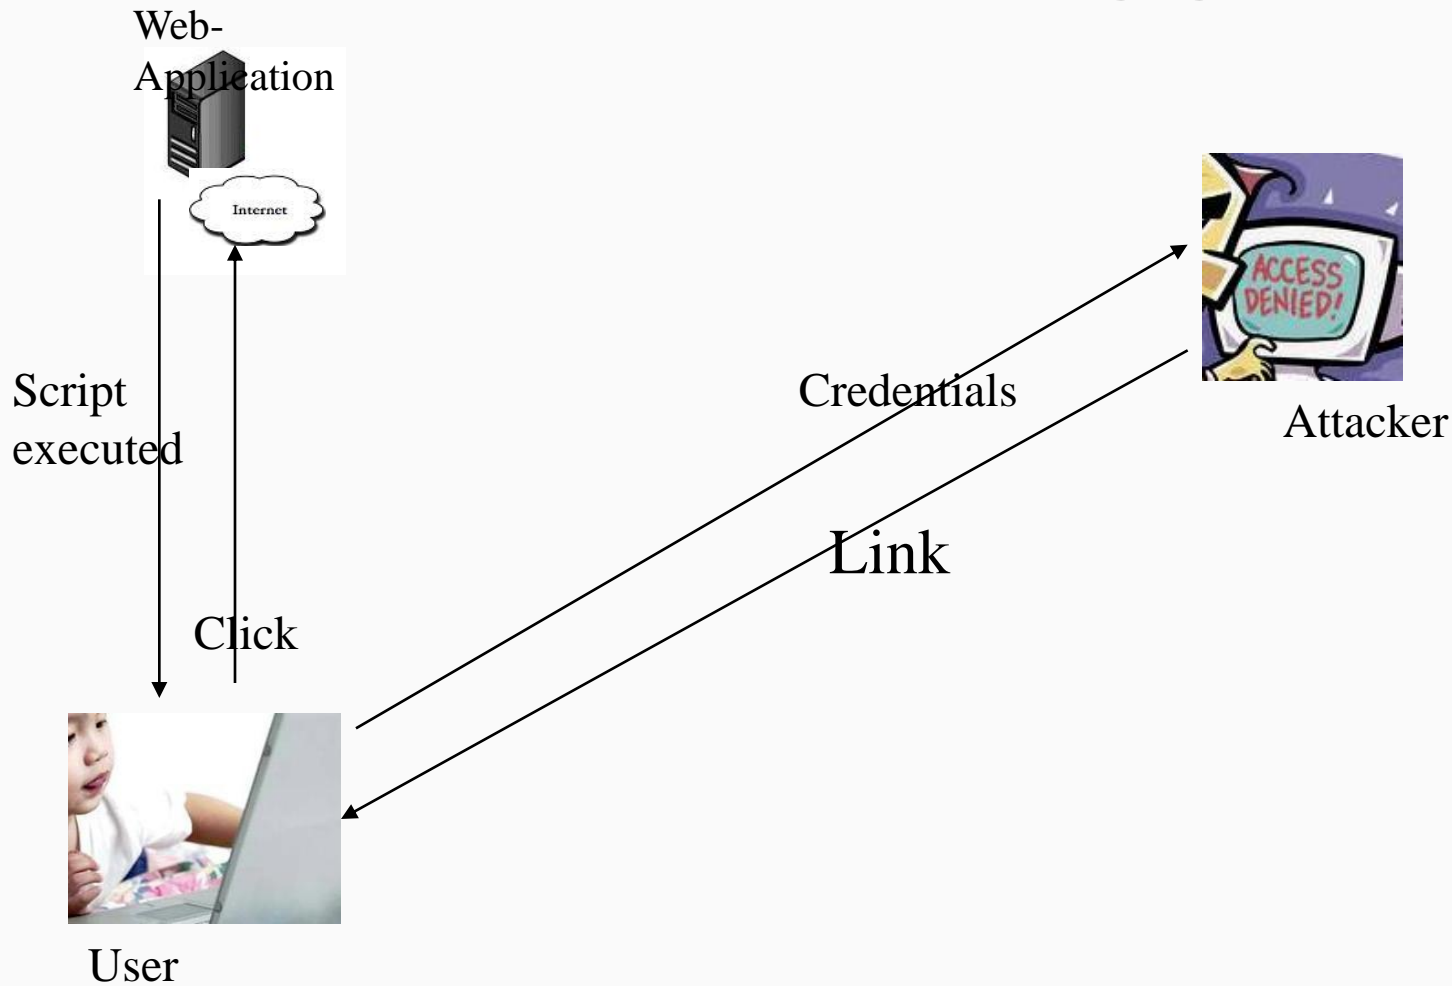 Web-
Application
Internet
ACCESS
DENIED!
Script
executed
Credentials
Attacker
Link
Click
User